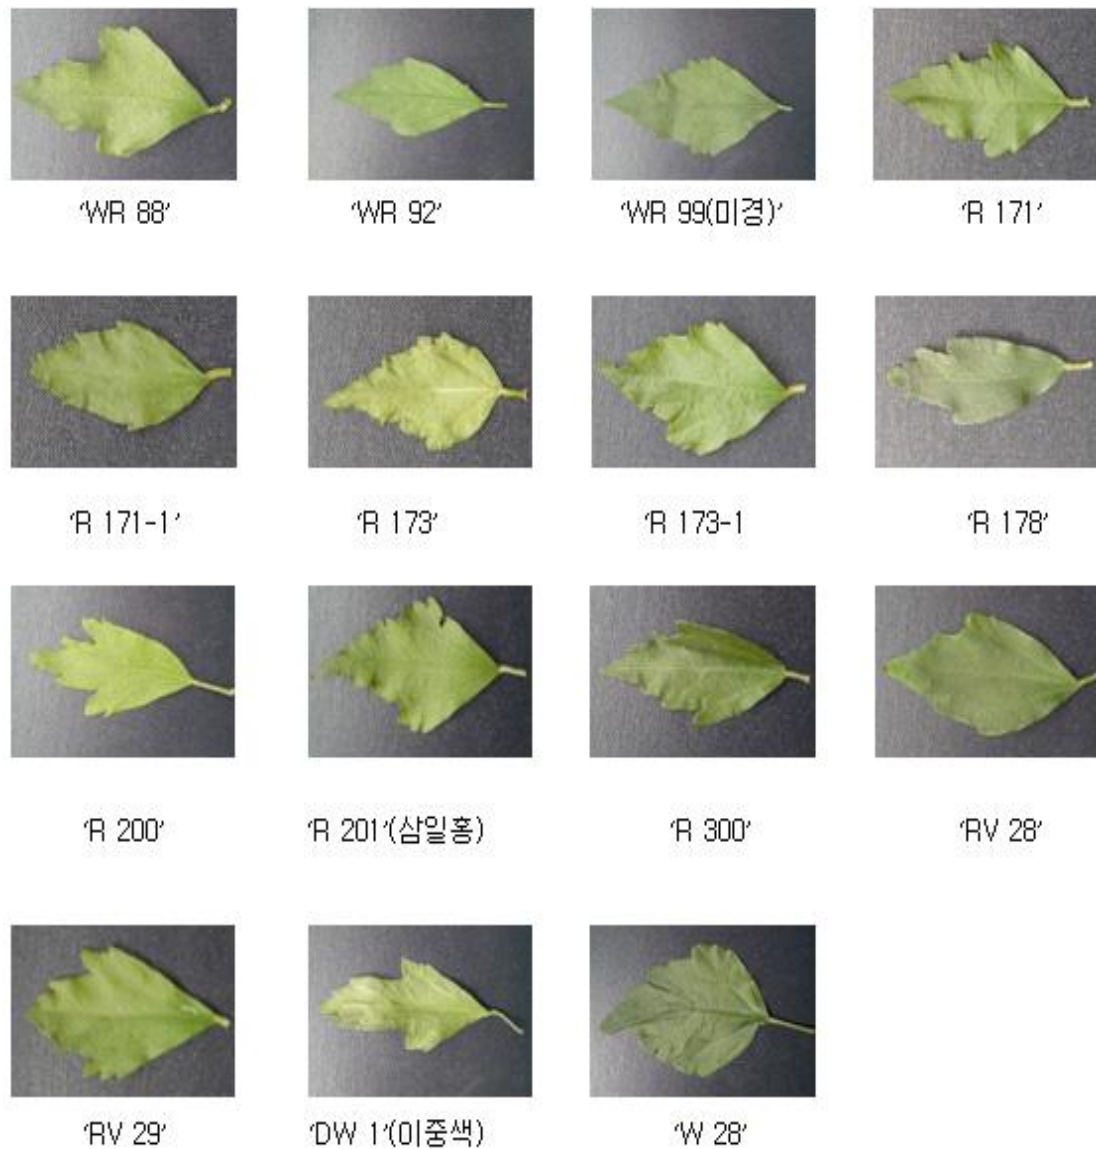 'WR 88' 'WR 92' 'WR 99(미경)' 'R 171'
'R 171-1' 'R 173' 'R 173-1 'R 178'
'R 200' 'R 201'(삼일홍) 'R 300' 'RV 28'
'RV 29' 'DW 1'(이중색) 'W 28'